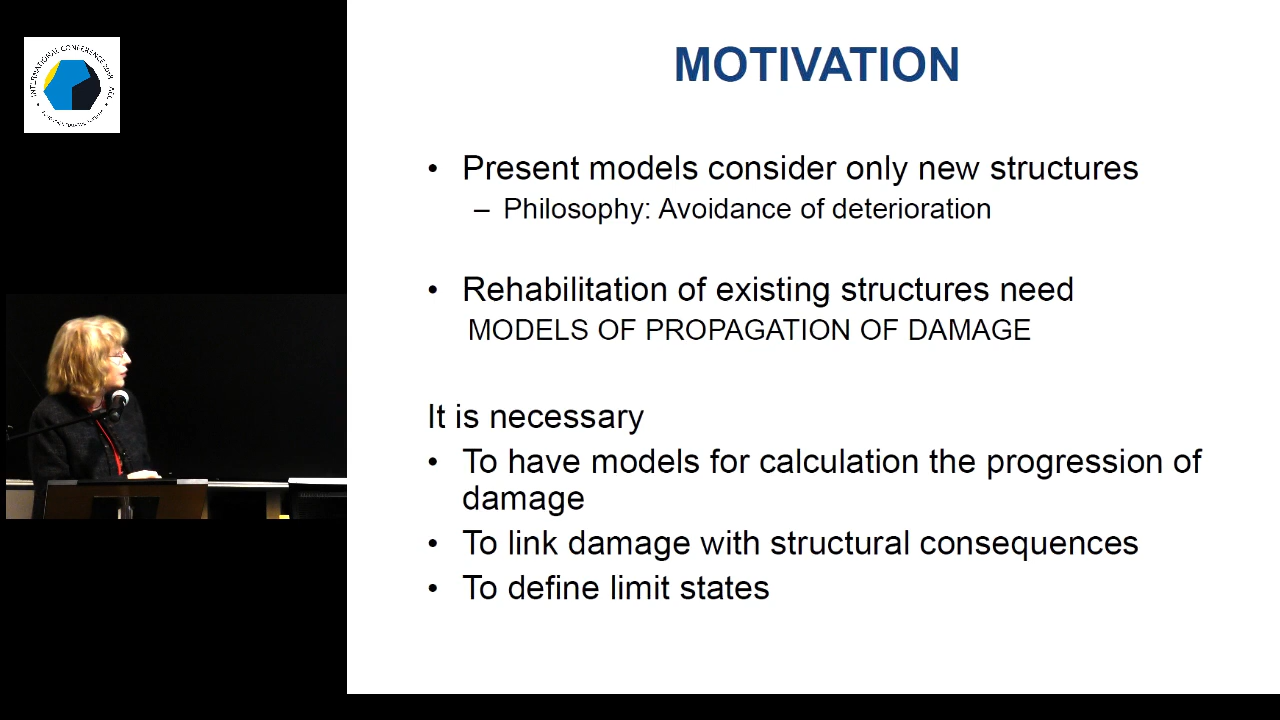 INTERNATIONAL CONFERENCE
MOTIVATION
• Present models consider only new structures
– Philosophy: Avoidance of deterioration
• Rehabilitation of existing structures need
MODELS OF PROPAGATION OF DAMAGE
It is necessary
• To have models for calculation the progression of
damage
• To link damage with structural consequences
• To define limit states